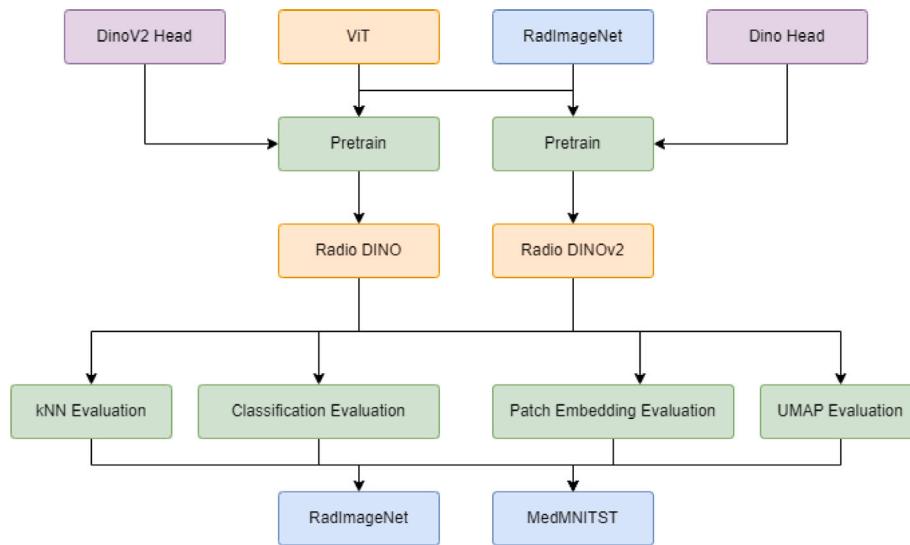 DinoV2 Head
ViT
RadImageNet
Dino Head
Pretrain
Pretrain
Radio DINO
Radio DINOv2
kNN Evaluation
Classification Evaluation
Patch Embedding Evaluation
UMAP Evaluation
RadImageNet
MedMNITST